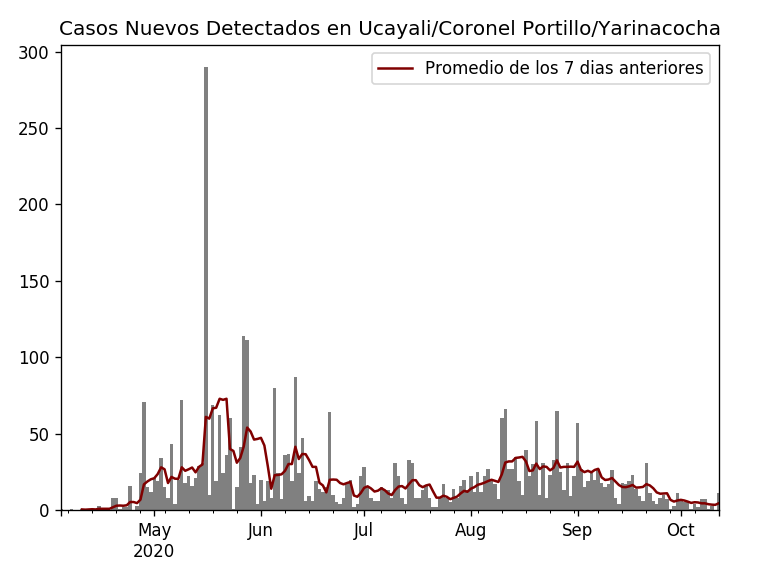 Casos Nuevos Detectados en Ucayali/Coronel Portillo/Yarinacocha
Promedio de los 7 dias anteriores
300
250
200
150
100
50
0
May Jun Jul Aug Sep Oct
2020